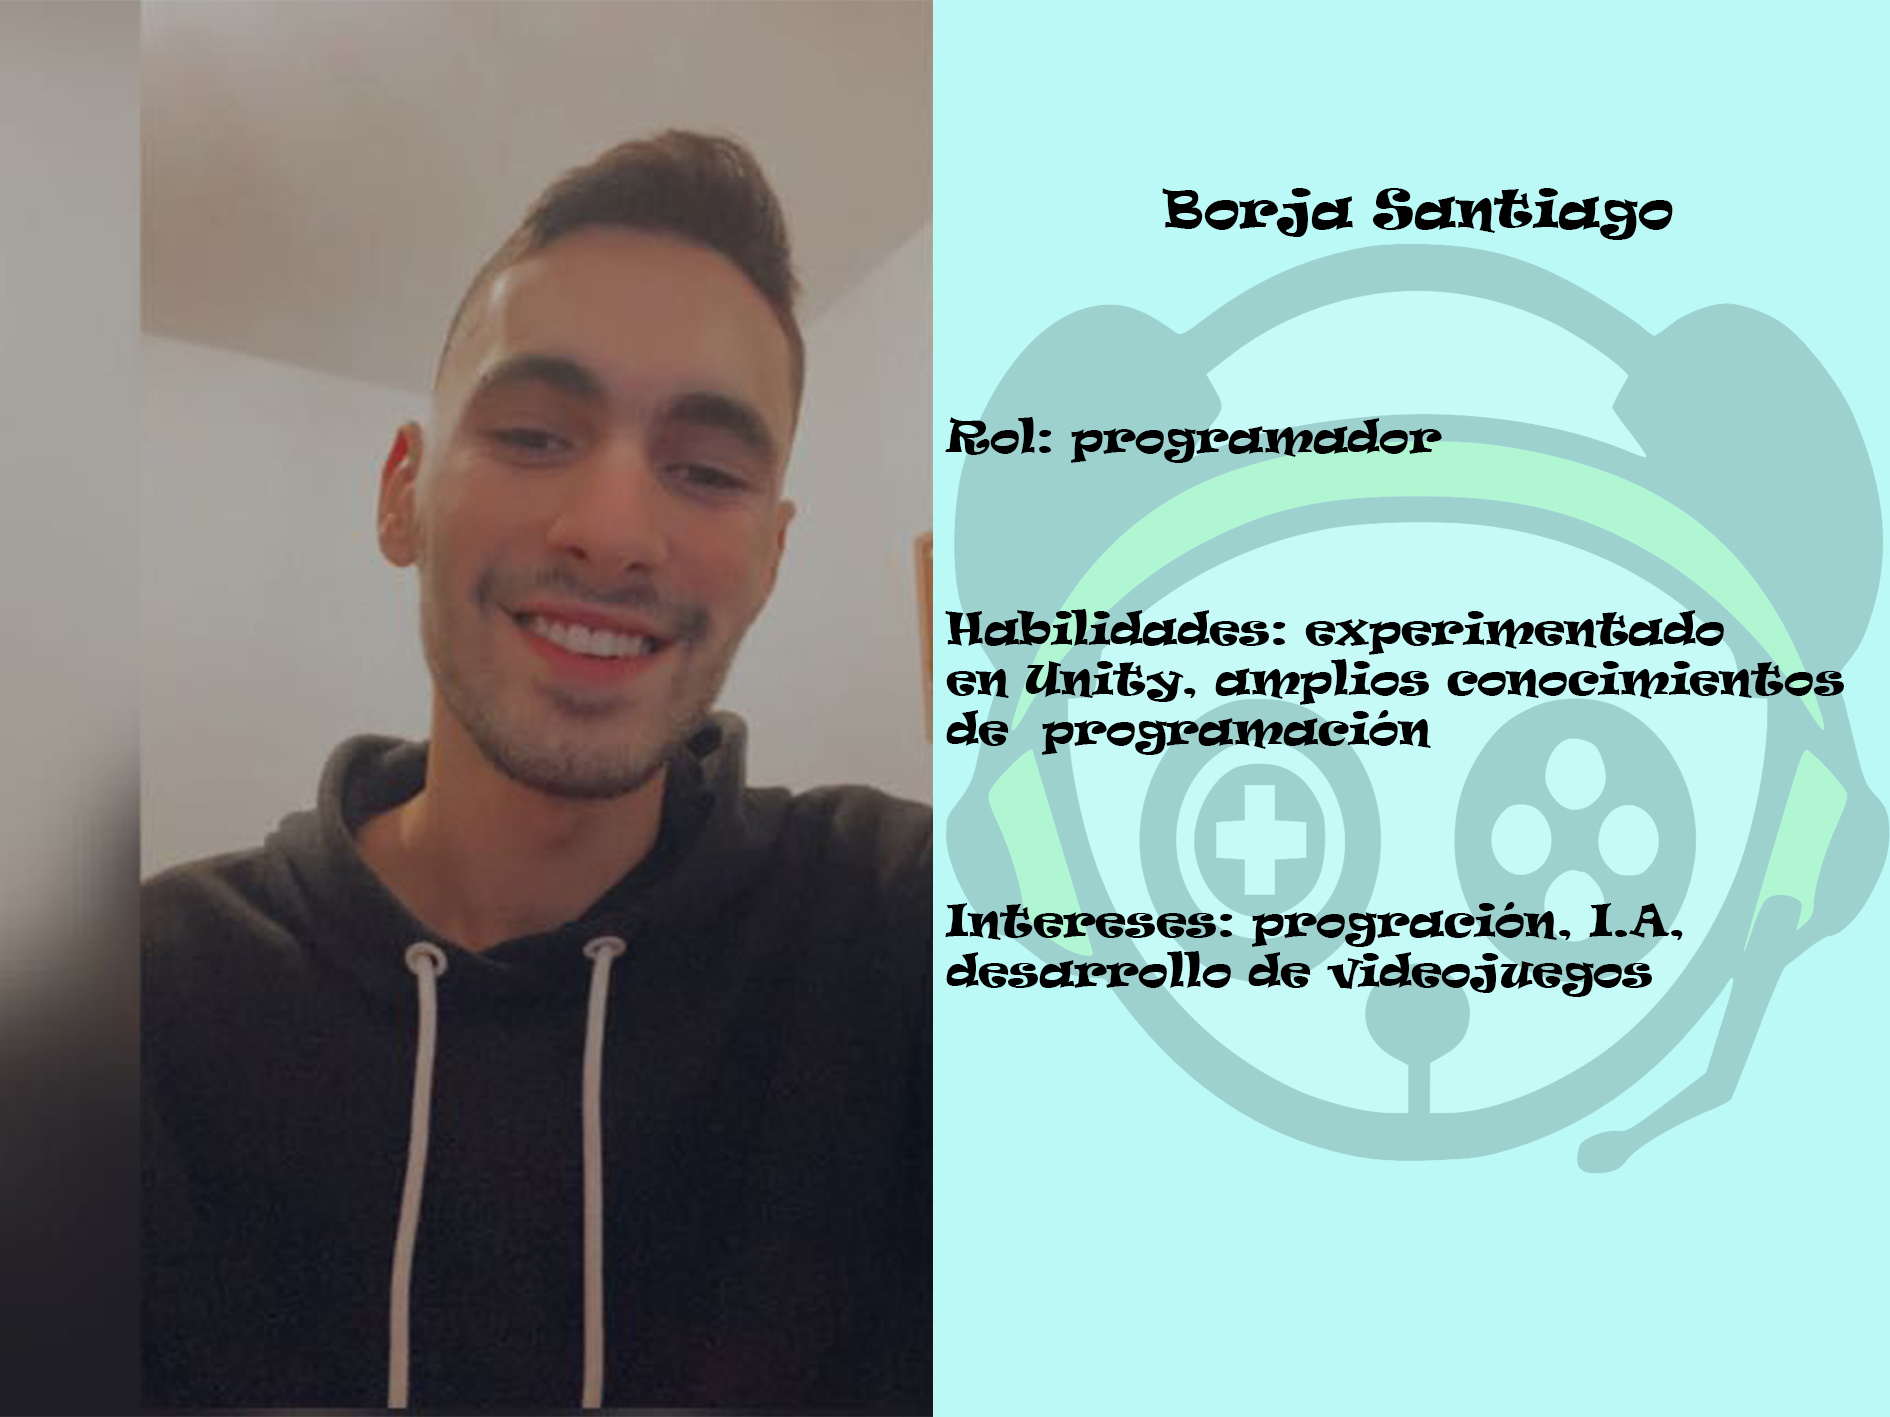 Borja Santiago
Rol: programador
Habilidades: experimentado
en Unity, amplios conocimientos
de programación
Intereses: progración, I.A,
desarrollo de videojuegos